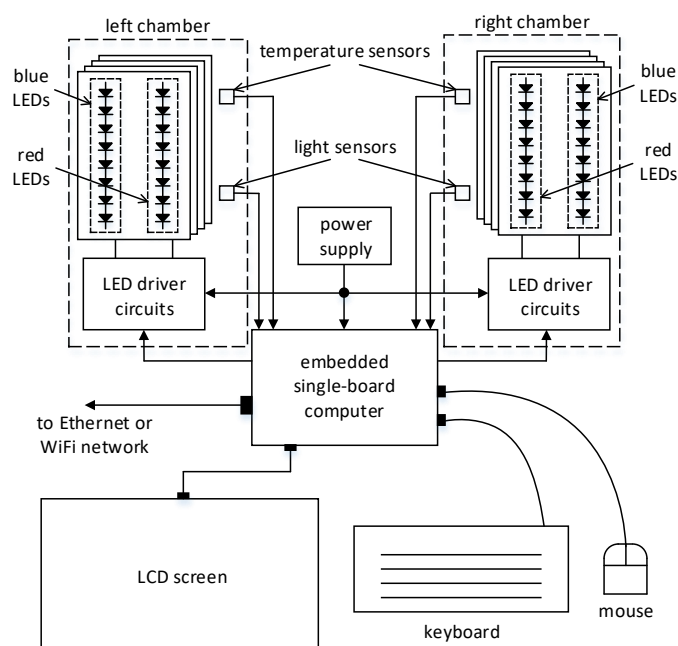 left chamber
right chamber
temperature sensors
blue
LEDs
blue
LEDs
red
LEDs
light sensors
red
LEDs
power
supply
LED driver
circuits
LED driver
circuits
embedded
single-board
computer
to Ethernet or
WiFi network
LCD screen
keyboard
mouse